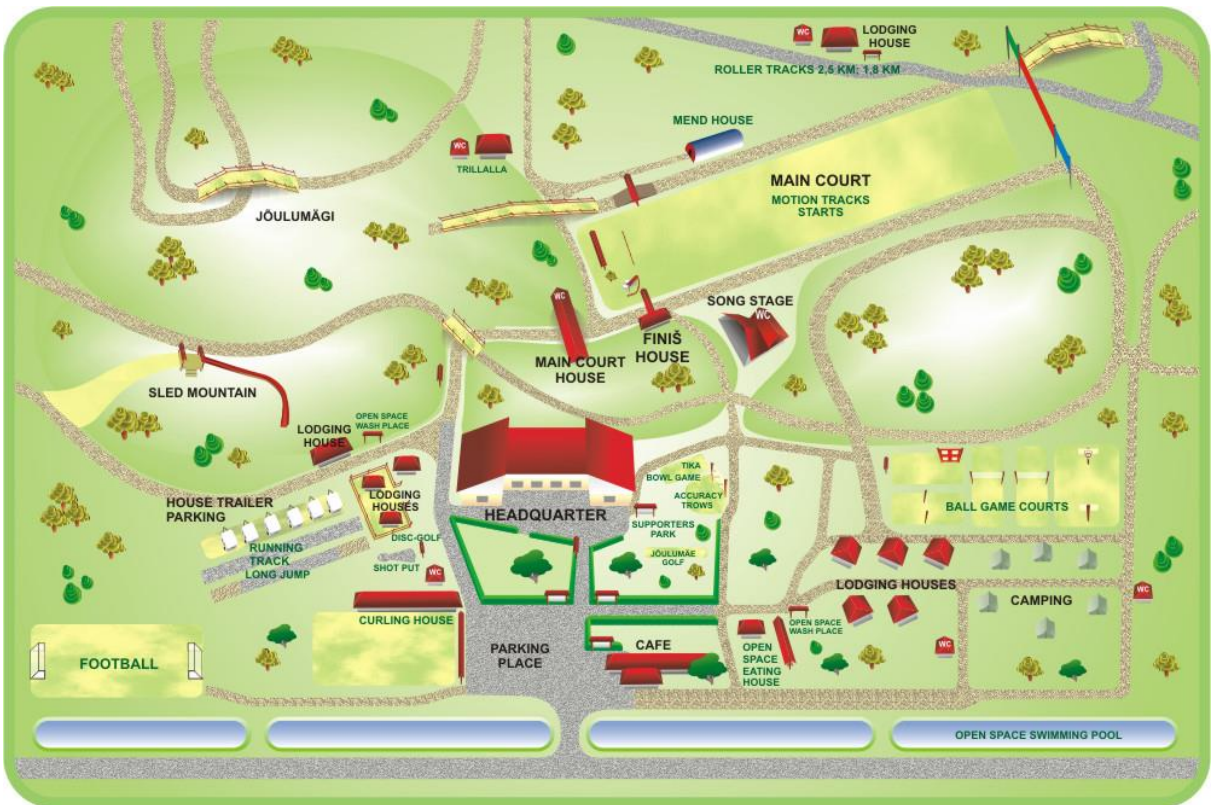 WC
LODGING
HOUSE
ROLLER TRACKS 2,5 KM; 1,8 KM
MEND HOUSE
WC
TRILLALLA
MAIN COURT
MOTION TRACKS
STARTS
JÕULUMÄGI
WC
SONG STAGE
WC
FINIŠ
HOUSE
MAIN COURT
HOUSE
SLED MOUNTAIN
OPEN SPACE
WASH PLACE
LODGING
HOUSE
TIKA
BOWL GAME
ACCURACY
TROWS
HOUSE TRAILER
PARKING
LODGING
HOUSES
HEADQUARTER
SUPPORTERS
PARK
BALL GAME COURTS
DISC-GOLF
RUNNING
TRACK
LONG JUMP
SHOT PUT
WC
JÕULUMÄE
GOLF
LODGING HOUSES
WC
CAMPING
CURLING HOUSE
OPEN SPACE
WASH PLACE
FOOTBALL
PARKING
PLACE
CAFE
OPEN
SPACE
EATING
HOUSE
WC
OPEN SPACE SWIMMING POOL